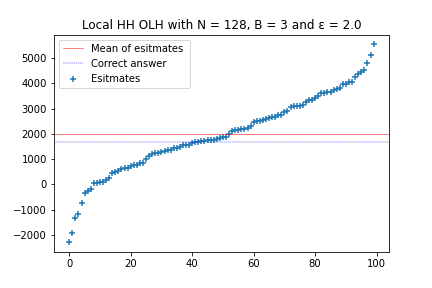 Local HH OLH with N = 128, B = 3 and ε = 2.0
Mean of esitmates
Correct answer
Esitmates
5000
4000
3000
2000
1000
0
−1000
−2000
0 20 40 60 80 100